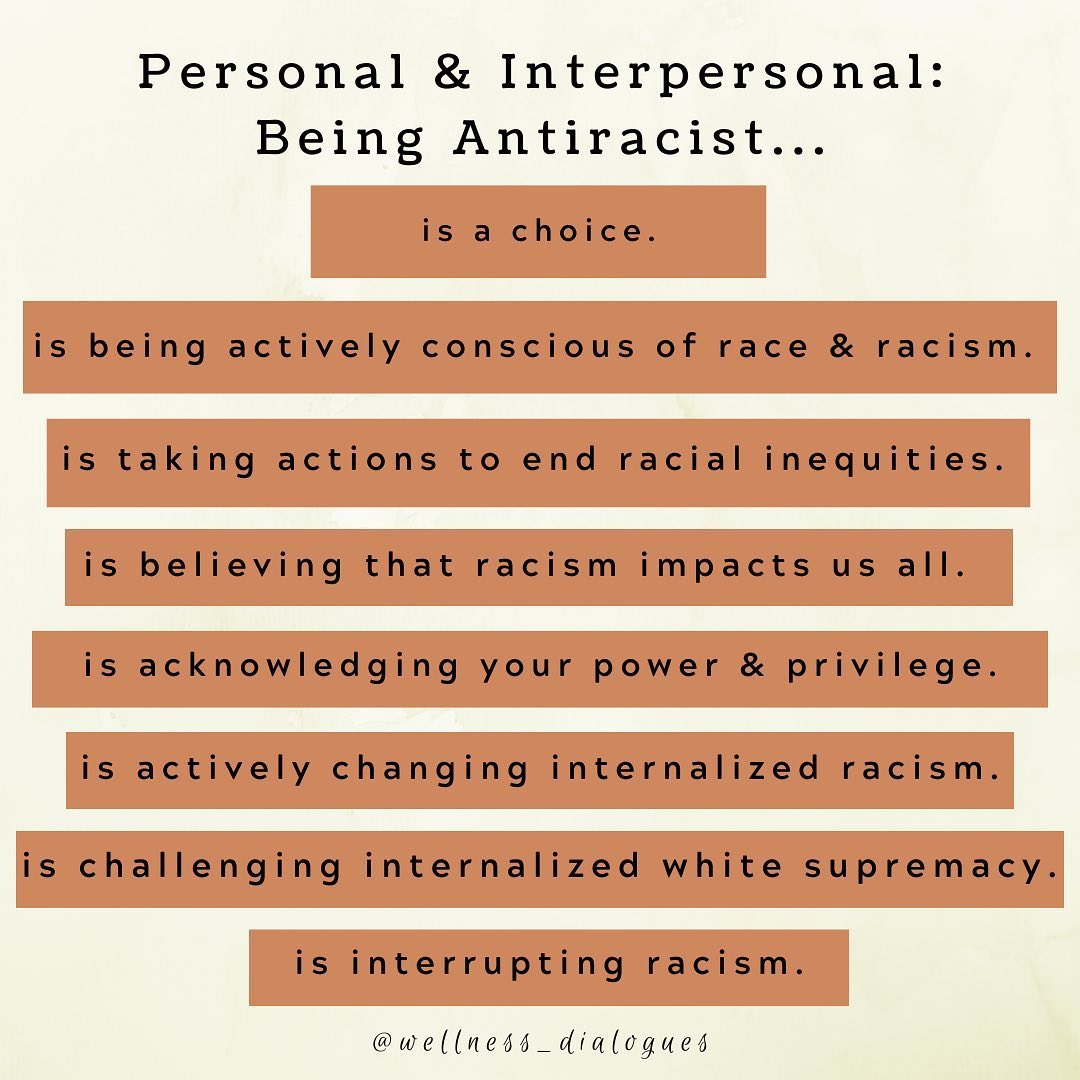 Personal & Interpersonal:
Being Antiracist...
is a choice.
is being actively conscious of race & racism.
is taking actions to end racial inequities.
is believing that racism impacts us all.
is acknowledging your power & privilege.
is actively changing internalized racism.
is challenging internalized white supremacy.
is interrupting racism.
@wellness_dialogues